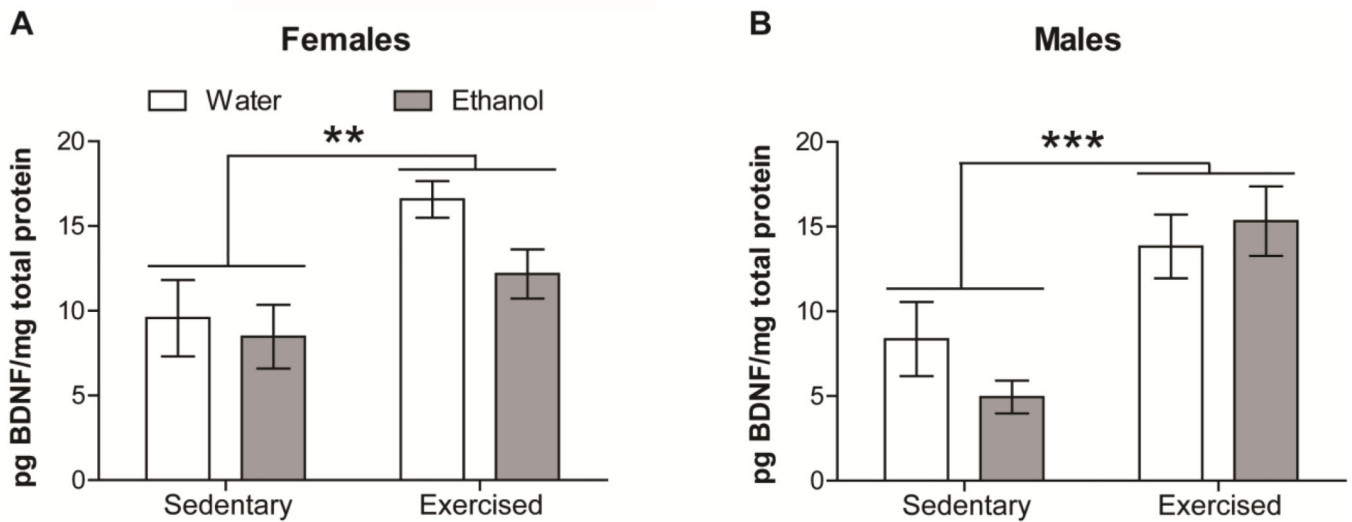 A
Females
Water
Ethanol
**
pg BDNF/mg total protein
20
15
10
5
0
Sedentary
Exercised
B
Males
***
pg BDNF/mg total protein
20
15
10
5
0
Sedentary
Exercised